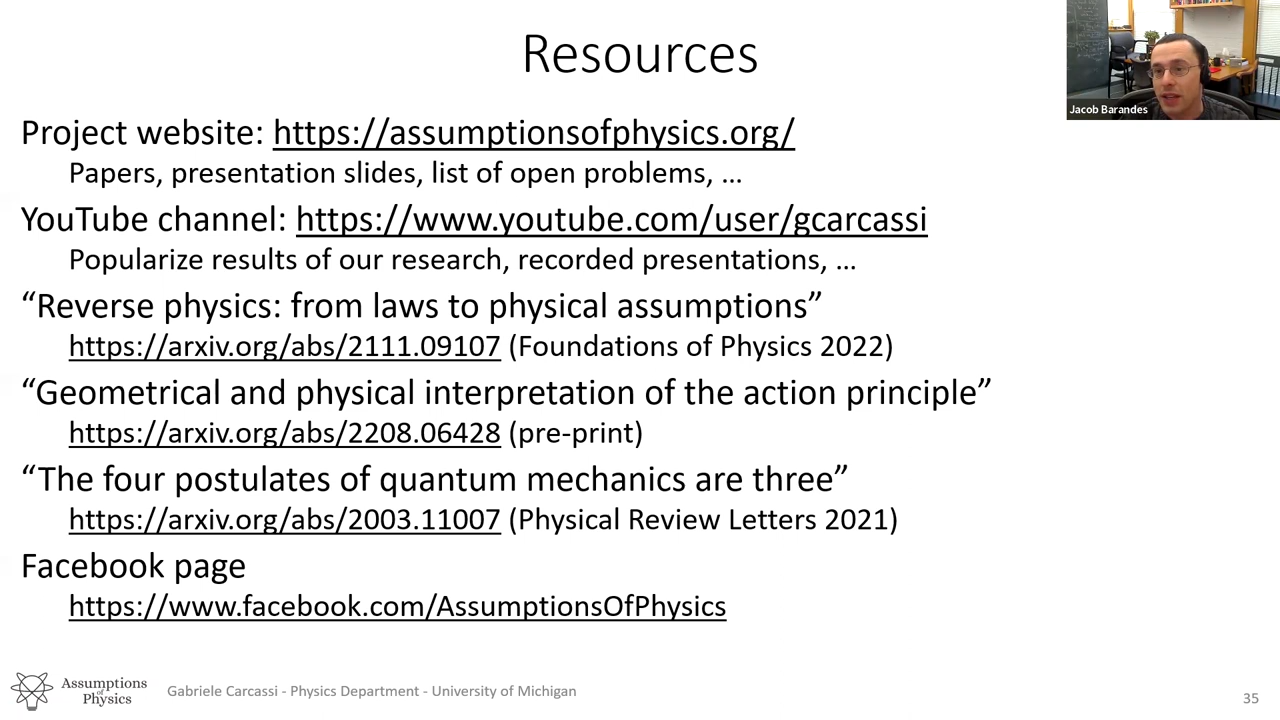 Resources
Jacob Barandes
Project website: https://assumptionsofphysics.org/
Papers, presentation slides, list of open problems, …
YouTube channel: https://www.youtube.com/user/gcarcassi
Popularize results of our research, recorded presentations, …
“Reverse physics: from laws to physical assumptions”
https://arxiv.org/abs/2111.09107 (Foundations of Physics 2022)
“Geometrical and physical interpretation of the action principle”
https://arxiv.org/abs/2208.06428 (pre-print)
“The four postulates of quantum mechanics are three”
https://arxiv.org/abs/2003.11007 (Physical Review Letters 2021)
Facebook page
https://www.facebook.com/AssumptionsOfPhysics
Assumptions
of
Physics
Gabriele Carcassi - Physics Department - University of Michigan
35